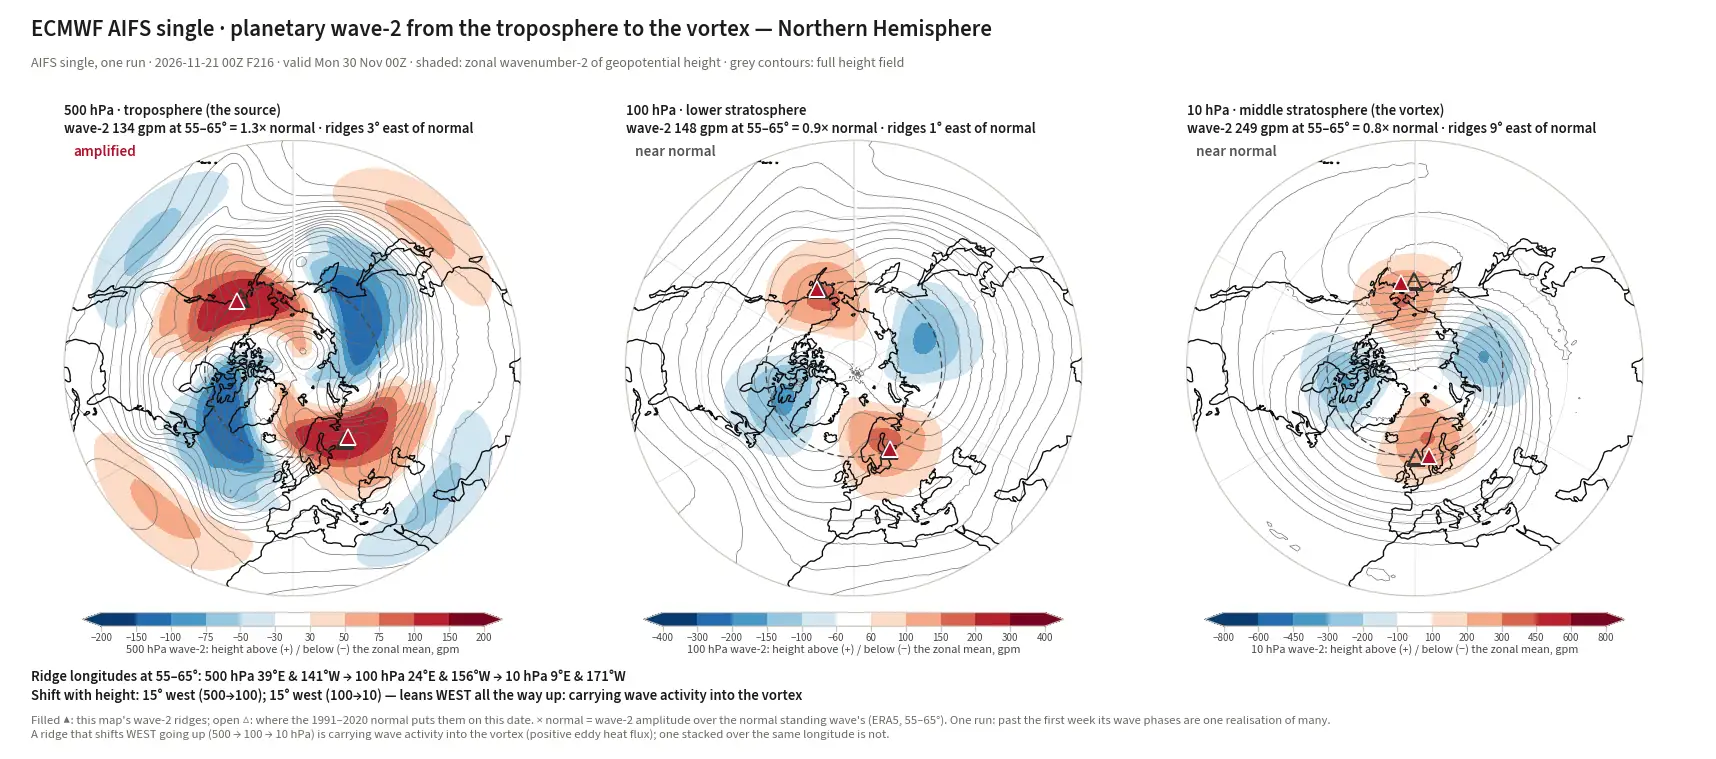 ECMWF AIFS single · planetary wave-2 from the troposphere to the vortex — Northern Hemisphere
AIFS single, one run · 2026-11-21 00Z F216 · valid Mon 30 Nov 00Z · shaded: zonal wavenumber-2 of geopotential height · grey contours: full height field
500 hPa · troposphere (the source)
wave-2 134 gpm at 55–65° = 1.3× normal · ridges 3° east of normal
amplified
100 hPa · lower stratosphere
wave-2 148 gpm at 55–65° = 0.9× normal · ridges 1° east of normal
near normal
10 hPa · middle stratosphere (the vortex)
wave-2 249 gpm at 55–65° = 0.8× normal · ridges 9° east of normal
near normal
−200 −150 −100 −75 −50 −30 30 50 75 100 150 200
500 hPa wave-2: height above (+) / below (−) the zonal mean, gpm
−400 −300 −200 −150 −100 −60 60 100 150 200 300 400
100 hPa wave-2: height above (+) / below (−) the zonal mean, gpm
−800 −600 −450 −300 −200 −100 100 200 300 450 600 800
10 hPa wave-2: height above (+) / below (−) the zonal mean, gpm
Ridge longitudes at 55–65°: 500 hPa 39°E & 141°W → 100 hPa 24°E & 156°W → 10 hPa 9°E & 171°W
Shift with height: 15° west (500→100); 15° west (100→10) — leans WEST all the way up: carrying wave activity into the vortex
Filled ▲: this map's wave-2 ridges; open △: where the 1991–2020 normal puts them on this date. × normal = wave-2 amplitude over the normal standing wave's (ERA5, 55–65°). One run: past the first week its wave phases are one realisation of many.
A ridge that shifts WEST going up (500 → 100 → 10 hPa) is carrying wave activity into the vortex (positive eddy heat flux); one stacked over the same longitude is not.